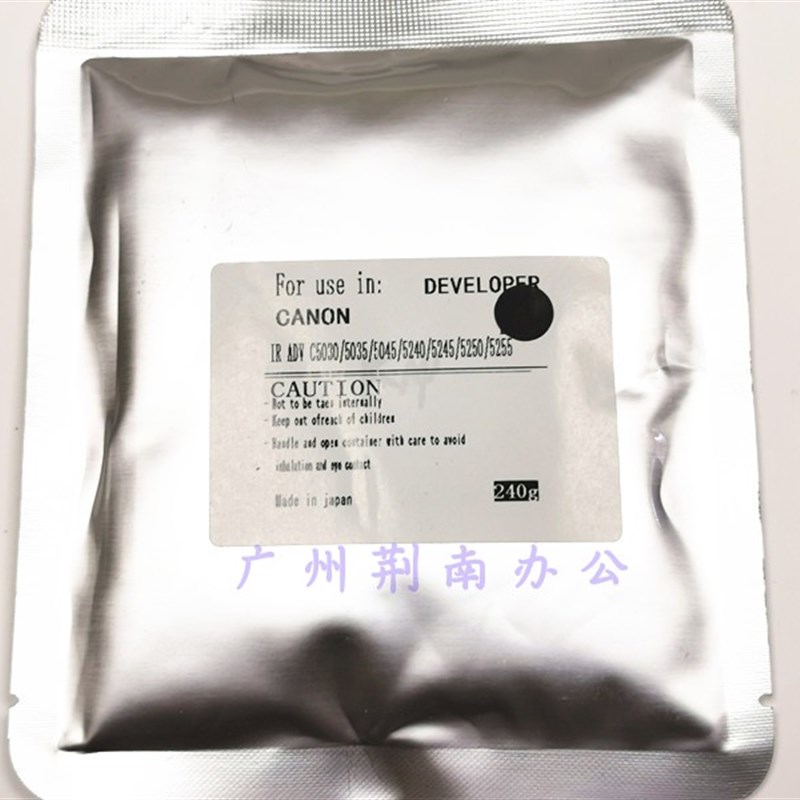 For use in: DEVELOPER
CANON
IR ADV C5030/5035/5045/5240/5245/5250/5255
CAUTION
- Not to be taes internally
- Keep out ofreach of children
- Handle and open container with care to avoid
inhalation and eye contact
Made in japan
240g
广州荆南办公